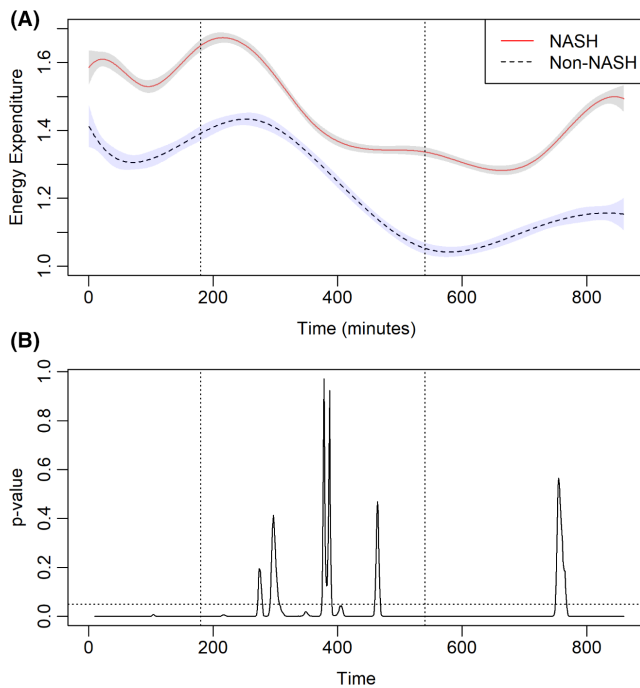 (A)
NASH
Non-NASH
Energy Expenditure
1.0 1.2 1.4 1.6
0 200 400 600 800
Time (minutes)
(B)
p-value
0.0 0.2 0.4 0.6 0.8 1.0
0 200 400 600 800
Time